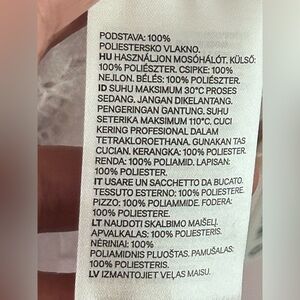 PODSTAVA: 100%
POLIESTERSKO VLAKNO.
HU HASZNÁLJON MOSÓHÁLÓT. KÜLSŐ:
100% POLIÉSZTER. CSIPKE: 100%
NEJLON. BÉLÉS: 100% POLIÉSZTER.
ID SUHU MAKSIMUM 30°C PROSES
SEDANG. JANGAN DIKELANTANG.
PENGERINGAN GANTUNG. SUHU
SETERIKA MAKSIMUM 110°C. CUCI
KERING PROFESIONAL DALAM
TETRAKLOROETHANA. GUNAKAN TAS
CUCIAN. KERANGKA: 100% POLYESTER.
RENDA: 100% POLIAMID. LAPISAN:
100% POLYESTER.
IT USARE UN SACCHETTO DA BUCATO.
TESSUTO ESTERNO: 100% POLIESTERE.
PIZZO: 100% POLIAMMIDE. FODERA:
100% POLIESTERE.
LT NAUDOTI SKALBIMO MAIŠELĮ.
APVALKALAS: 100% POLIESTERIS.
NĖRINIAI: 100%
POLIAMIDINIS PLUOŠTAS. PAMUŠALAS:
100% POLIESTERIS.
LV IZMANTOJIET VEĻAS MAISU.